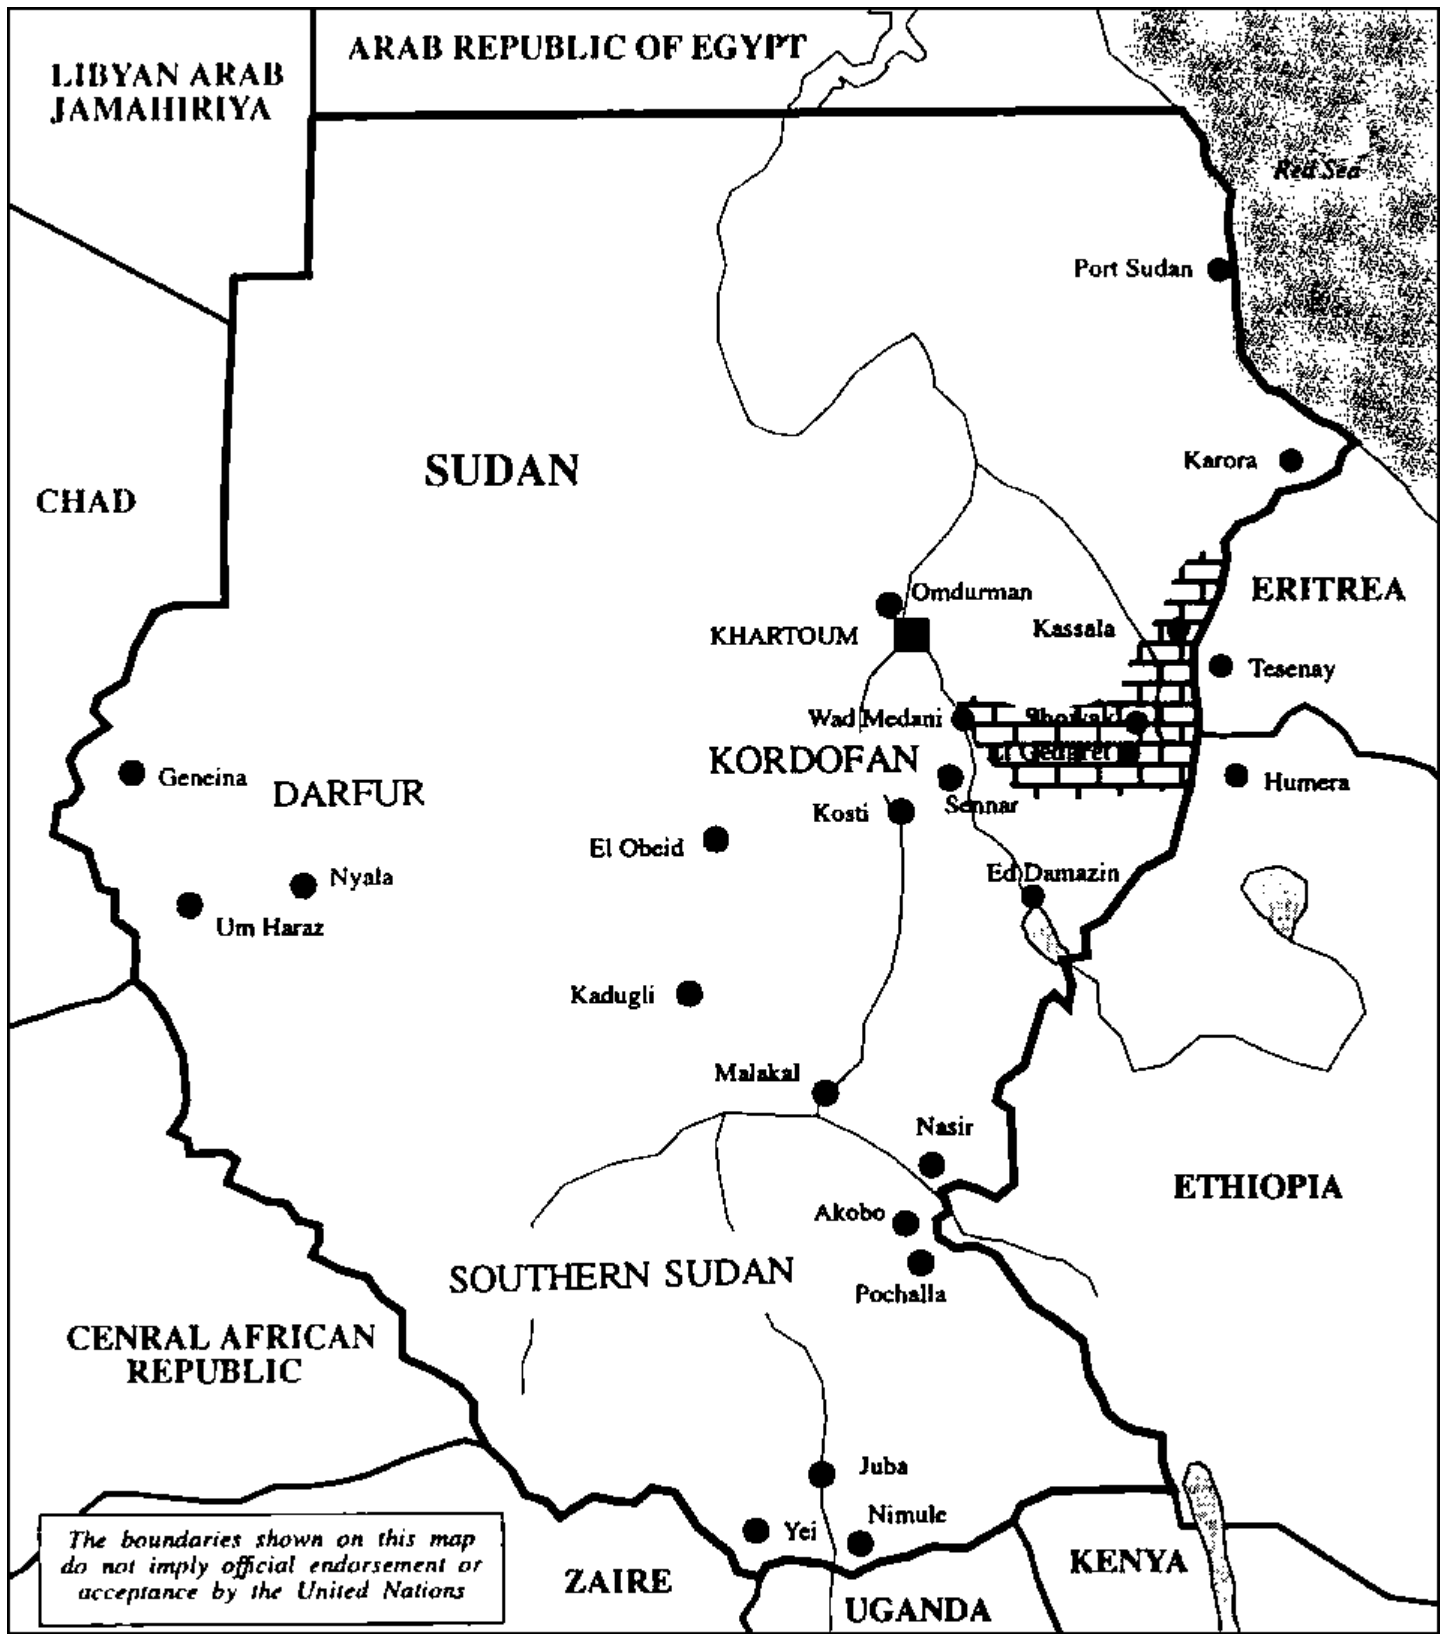 ARAB REPUBLIC OF EGYPT
LIBYAN ARAB
JAMAHIRIYA
Red Sea
Port Sudan
Karora
SUDAN
CHAD
ERITREA
Omdurman
KHARTOUM
Kassala
Tesenay
Wad Medani
KORDOFAN
El Gedaref
Geneina
DARFUR
Humera
Sennar
Kosti
El Obeid
Ed Damazin
Nyala
Um Haraz
Kadugli
Malakal
Nasir
ETHIOPIA
Akobo
SOUTHERN SUDAN
Pochalla
CENRAL AFRICAN
REPUBLIC
Juba
Nimule
Yei
The boundaries shown on this map
do not imply official endorsement or
acceptance by the United Nations
ZAIRE
KENYA
UGANDA